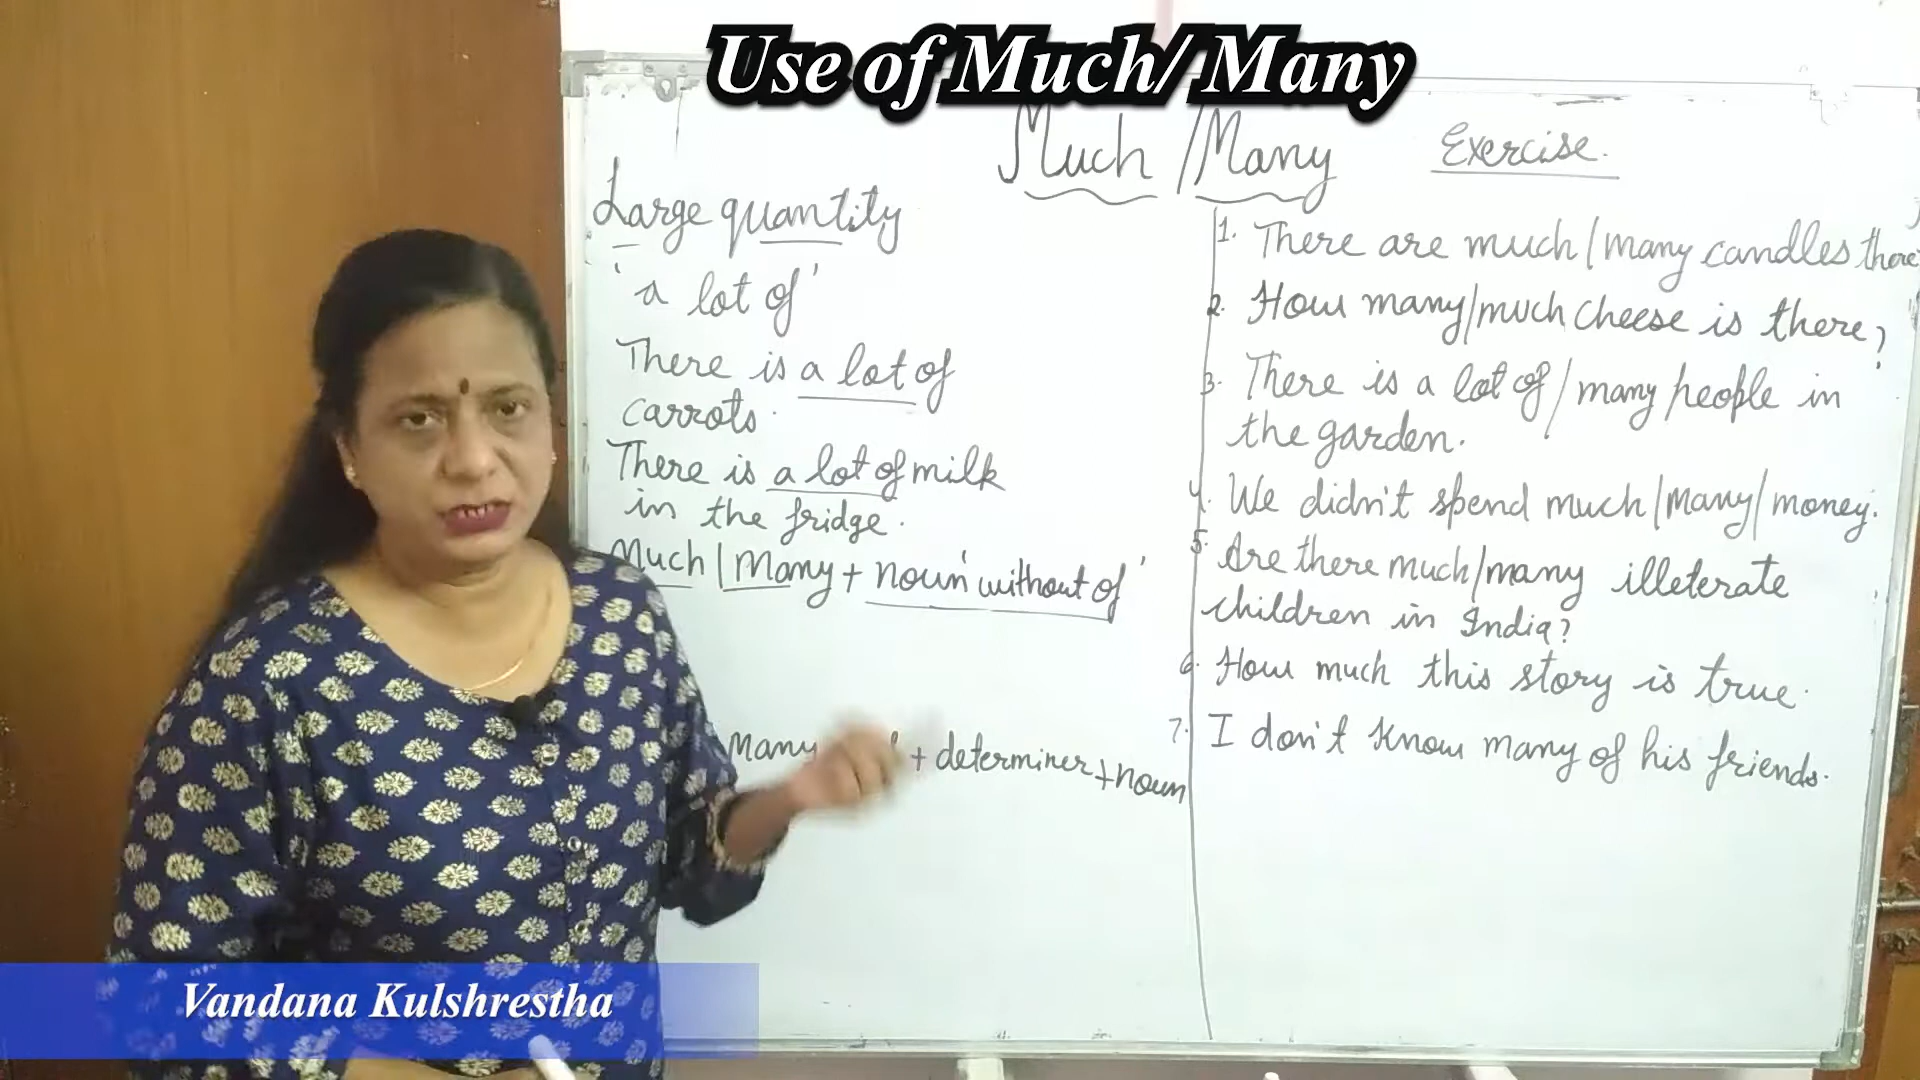 Use of Much/ Many
Much/Many
Exercise.
Large quantity
'a lot of'
There is a lot of
carrots.
There is a lot of milk
in the fridge.
Much/Many + noun 'without of'
Many + determiner + noun
1. There are much/many candles there
2. How many/much cheese is there?
3. There is a lot of/many people in
the garden.
4. We didn't spend much/many/money.
5. Are there much/many illeterate
children in India?
6. How much this story is true.
7. I don't know many of his friends.
Vandana Kulshrestha